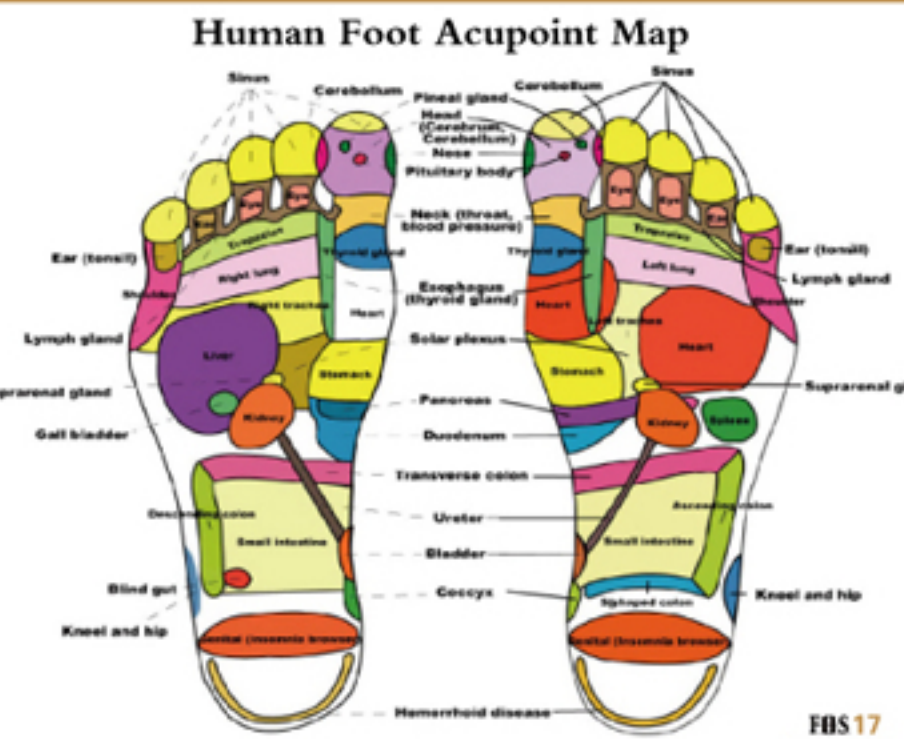 Human Foot Acupoint Map
Sinus
Cerebellum
Pineal gland
Head
(Cerebrum,
Cerebellum)
Nose
Pituitary body
Cerebellum
Sinus
Eye
Eye
Eye
Eye
Eye
Neck (throat,
blood pressure)
Ear (tonsil)
Trapezius
Thyroid gland
Right lung
Shoulder
Right trachea
Heart
Esophagus
(thyroid gland)
Thyroid gland
Trapezius
Left lung
Ear (tonsil)
Lymph gland
Shoulder
Heart
Left trachea
Heart
Lymph gland
Liver
Solar plexus
Stomach
Stomach
prarenal gland
Suprarenal g
Kidney
Pancreas
Kidney
Spleen
Gall bladder
Duodenum
Transverse colon
Descending colon
Ascending colon
Ureter
Small intestine
Small intestine
Bladder
Blind gut
Coccyx
Siphaped colon
Kneel and hip
Kneel and hip
Genital (Insomnia browser
Genital (Insomnia browser
Hemorrhoid disease
FBS 17